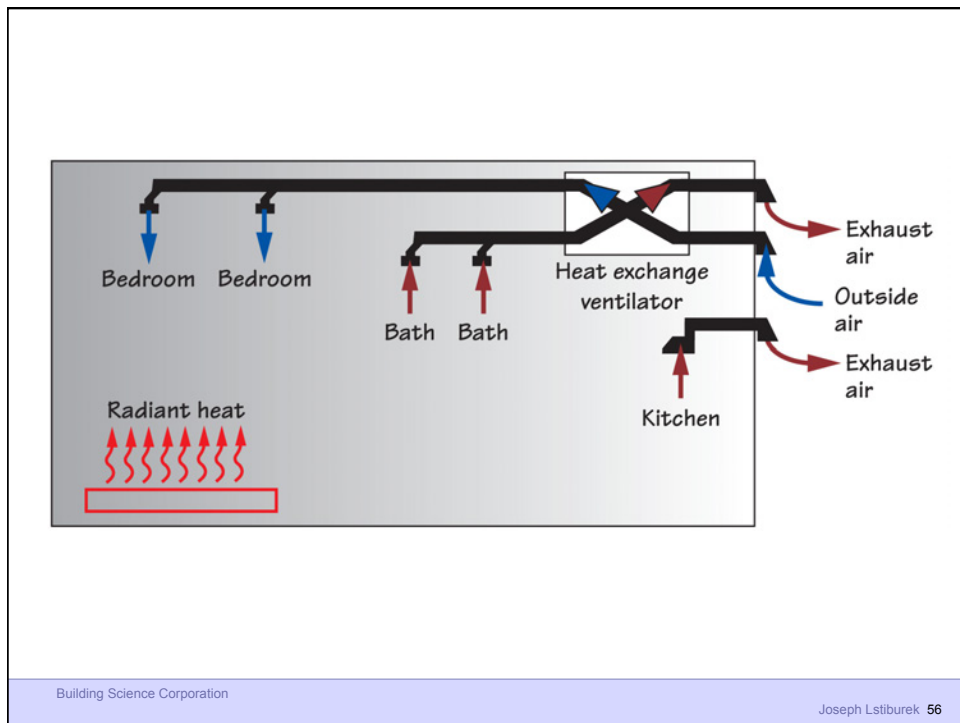 Bedroom Bedroom
Heat exchange
ventilator
Exhaust
air
Outside
air
Bath Bath
Exhaust
air
Kitchen
Radiant heat
Building Science Corporation
Joseph Lstiburek 56